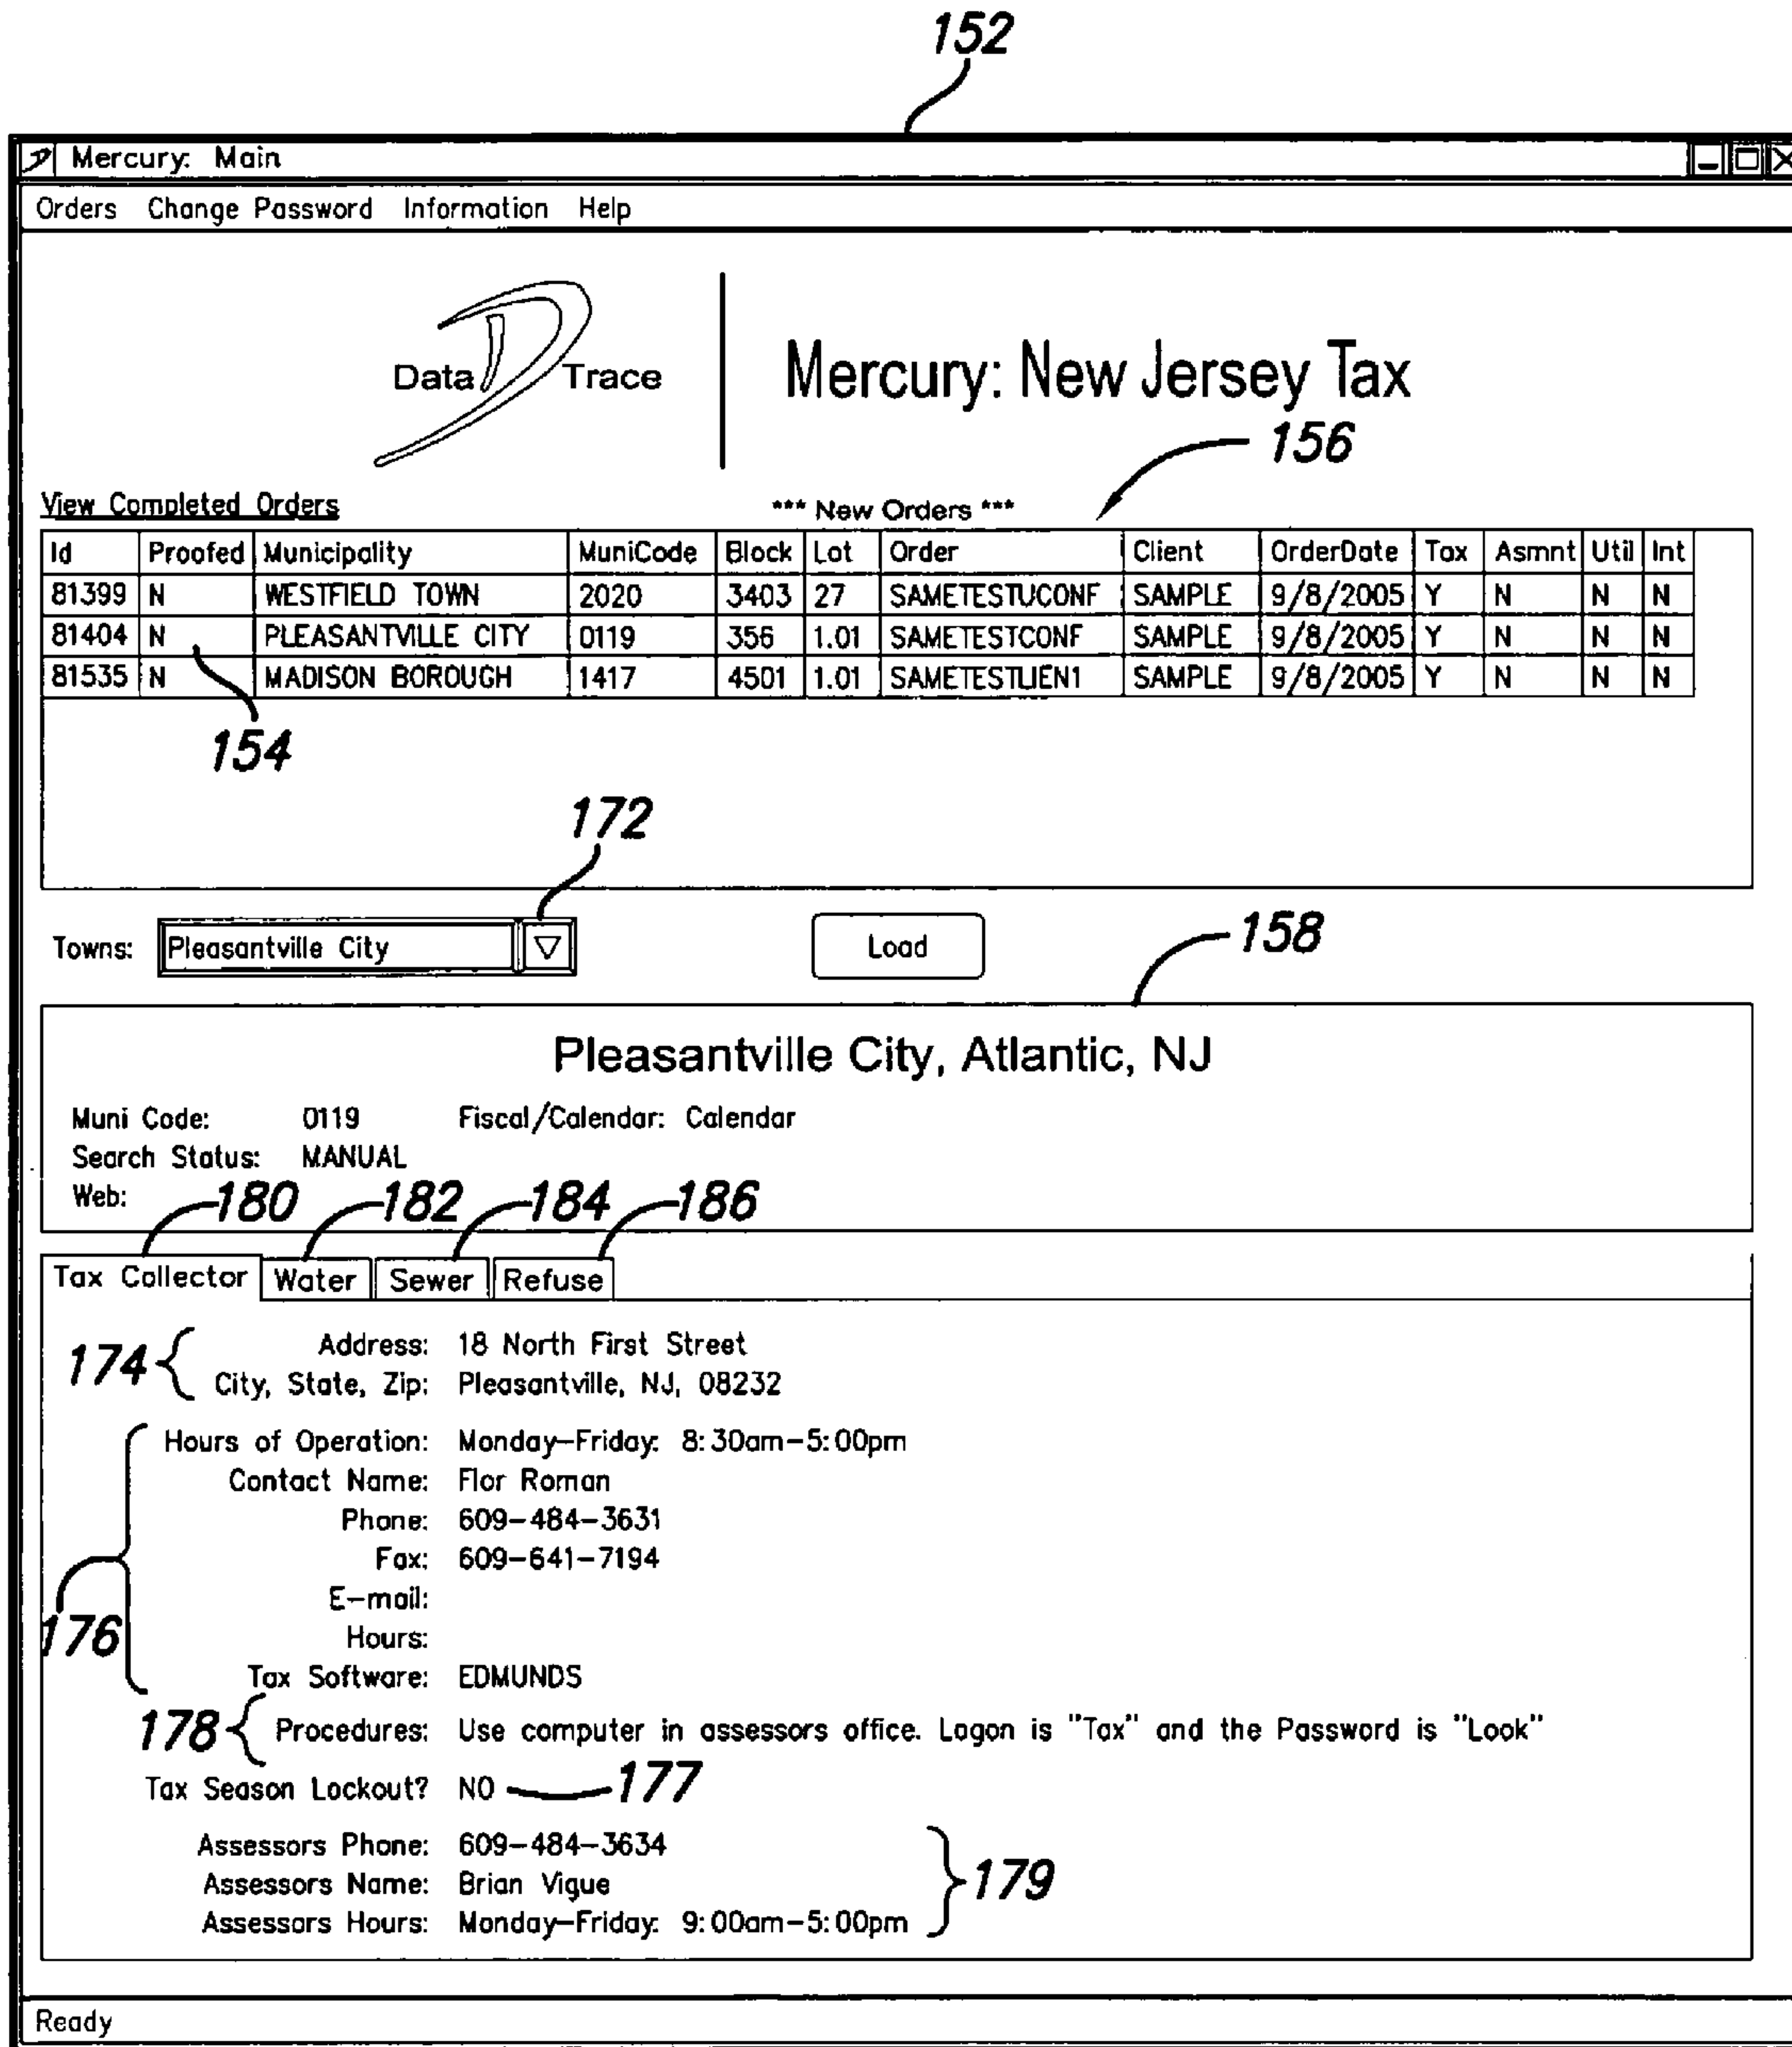 152
Mercury: Main
Orders Change Password Information Help
Data Trace
Mercury: New Jersey Tax
156
View Completed Orders *** New Orders ***
Id Proofed Municipality MuniCode Block Lot Order Client OrderDate Tax Asmnt Util Int
81399 N WESTFIELD TOWN 2020 3403 27 SAMETESTUCONF SAMPLE 9/8/2005 Y N N N
81404 N PLEASANTVILLE CITY 0119 356 1.01 SAMETESTCONF SAMPLE 9/8/2005 Y N N N
81535 N MADISON BOROUGH 1417 4501 1.01 SAMETESTLIEN1 SAMPLE 9/8/2005 Y N N N
154
172
Towns: Pleasantville City Load 158
Pleasantville City, Atlantic, NJ
Muni Code: 0119 Fiscal/Calendar: Calendar
Search Status: MANUAL
Web:
180 182 184 186
Tax Collector Water Sewer Refuse
174 Address: 18 North First Street
City, State, Zip: Pleasantville, NJ, 08232
Hours of Operation: Monday-Friday: 8:30am-5:00pm
Contact Name: Flor Roman
Phone: 609-484-3631
Fax: 609-641-7194
E-mail:
176
Hours:
Tax Software: EDMUNDS
178 Procedures: Use computer in assessors office. Logon is "Tax" and the Password is "Look"
Tax Season Lockout? NO 177
Assessors Phone: 609-484-3634
Assessors Name: Brian Vigue 179
Assessors Hours: Monday-Friday: 9:00am-5:00pm
Ready